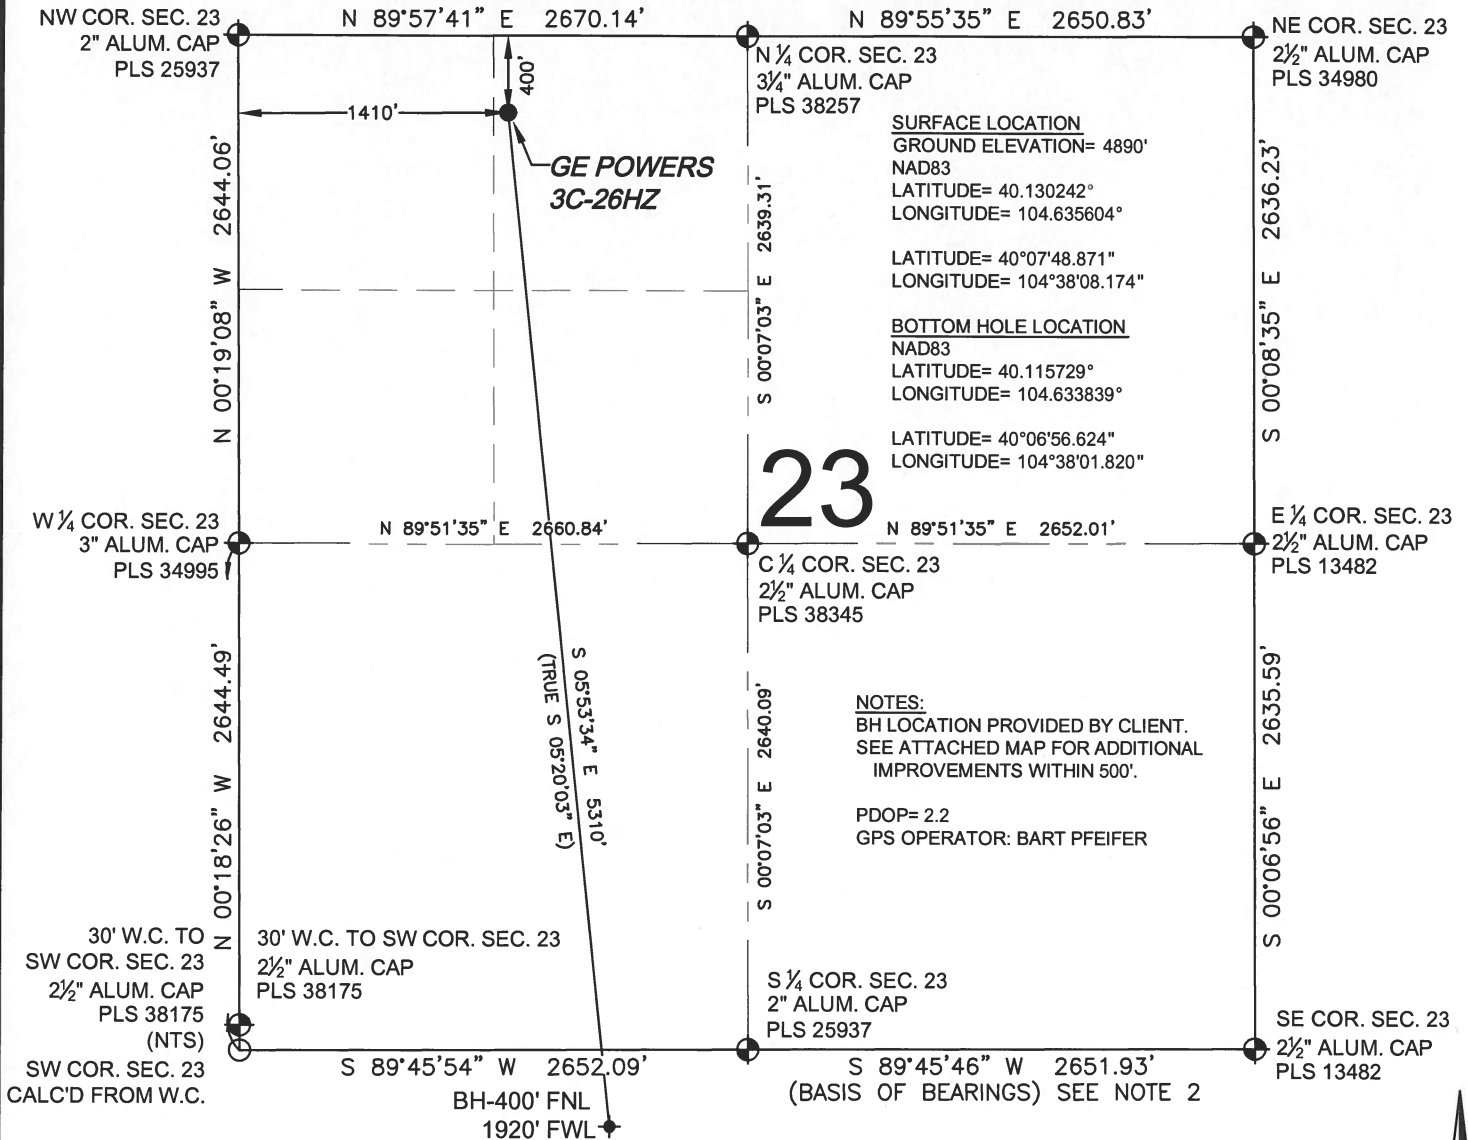 NW COR. SEC. 23
2" ALUM. CAP
PLS 25937
N 89°57'41" E 2670.14'
N 89°55'35" E 2650.83'
NE COR. SEC. 23
2½" ALUM. CAP
PLS 34980
N ¼ COR. SEC. 23
3¼" ALUM. CAP
PLS 38257
400'
1410'
GE POWERS
3C-26HZ
SURFACE LOCATION
GROUND ELEVATION= 4890'
NAD83
LATITUDE= 40.130242°
LONGITUDE= 104.635604°
LATITUDE= 40°07'48.871"
LONGITUDE= 104°38'08.174"
BOTTOM HOLE LOCATION
NAD83
LATITUDE= 40.115729°
LONGITUDE= 104.633839°
LATITUDE= 40°06'56.624"
LONGITUDE= 104°38'01.820"
N 00°19'08" W 2644.06'
S 00°07'03" E 2639.31'
S 00°08'35" E 2636.23'
23
W ¼ COR. SEC. 23
3" ALUM. CAP
PLS 34995
N 89°51'35" E 2660.84'
N 89°51'35" E 2652.01'
E ¼ COR. SEC. 23
2½" ALUM. CAP
PLS 13482
C ¼ COR. SEC. 23
2½" ALUM. CAP
PLS 38345
N 00°18'26" W 2644.49'
S 05°53'34" E 5310'
(TRUE S 05°20'03" E)
S 00°07'03" E 2640.09'
S 00°06'56" E 2635.59'
NOTES:
BH LOCATION PROVIDED BY CLIENT.
SEE ATTACHED MAP FOR ADDITIONAL
IMPROVEMENTS WITHIN 500'.
PDOP= 2.2
GPS OPERATOR: BART PFEIFER
30' W.C. TO
SW COR. SEC. 23
2½" ALUM. CAP
PLS 38175
(NTS)
SW COR. SEC. 23
CALC'D FROM W.C.
30' W.C. TO SW COR. SEC. 23
2½" ALUM. CAP
PLS 38175
S ¼ COR. SEC. 23
2" ALUM. CAP
PLS 25937
SE COR. SEC. 23
2½" ALUM. CAP
PLS 13482
S 89°45'54" W 2652.09'
S 89°45'46" W 2651.93'
(BASIS OF BEARINGS) SEE NOTE 2
BH-400' FNL
1920' FWL